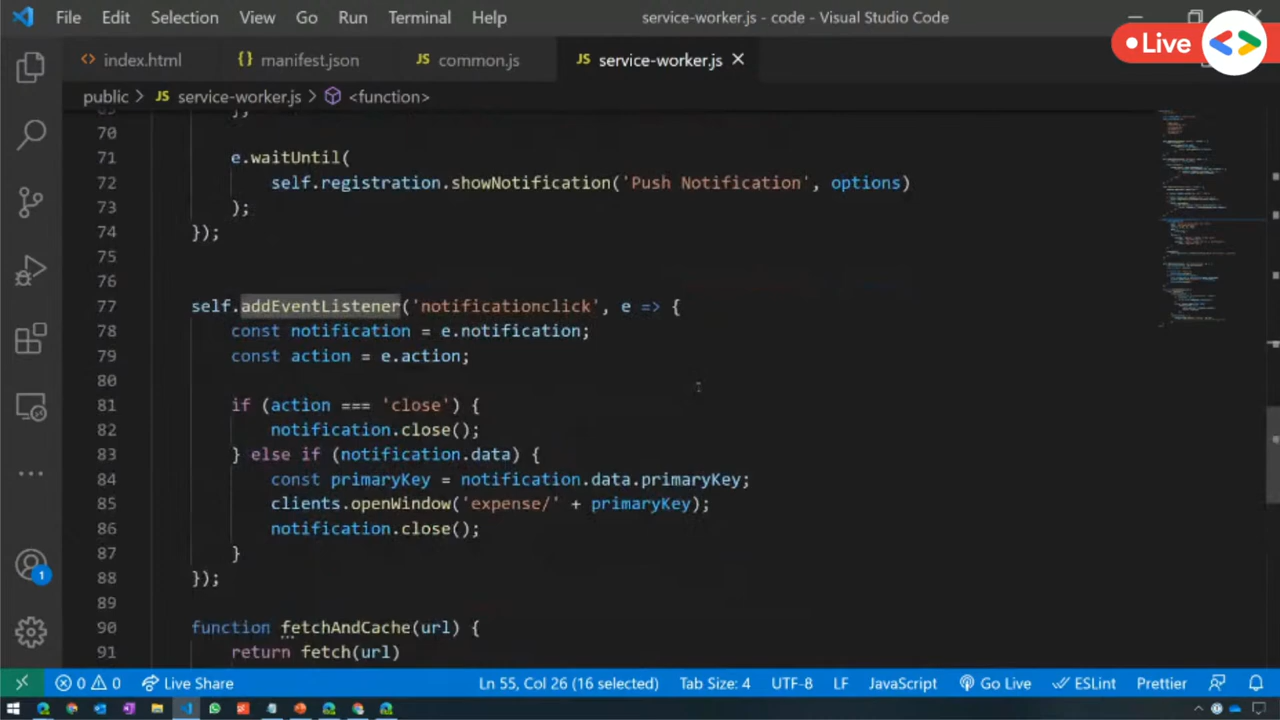 File Edit Selection View Go Run Terminal Help service-worker.js - code - Visual Studio Code
Live
<> index.html {} manifest.json JS common.js JS service-worker.js
public > JS service-worker.js > <function>
70
71 e.waitUntil(
72 self.registration.showNotification('Push Notification', options)
73 );
74 });
75
76
77 self.addEventListener('notificationclick', e => {
78 const notification = e.notification;
79 const action = e.action;
80
81 if (action === 'close') {
82 notification.close();
83 } else if (notification.data) {
84 const primaryKey = notification.data.primaryKey;
85 clients.openWindow('expense/' + primaryKey);
86 notification.close();
87 }
88 });
89
90 function fetchAndCache(url) {
91 return fetch(url)
1
0 0 Live Share Ln 55, Col 26 (16 selected) Tab Size: 4 UTF-8 LF JavaScript Go Live ESLint Prettier